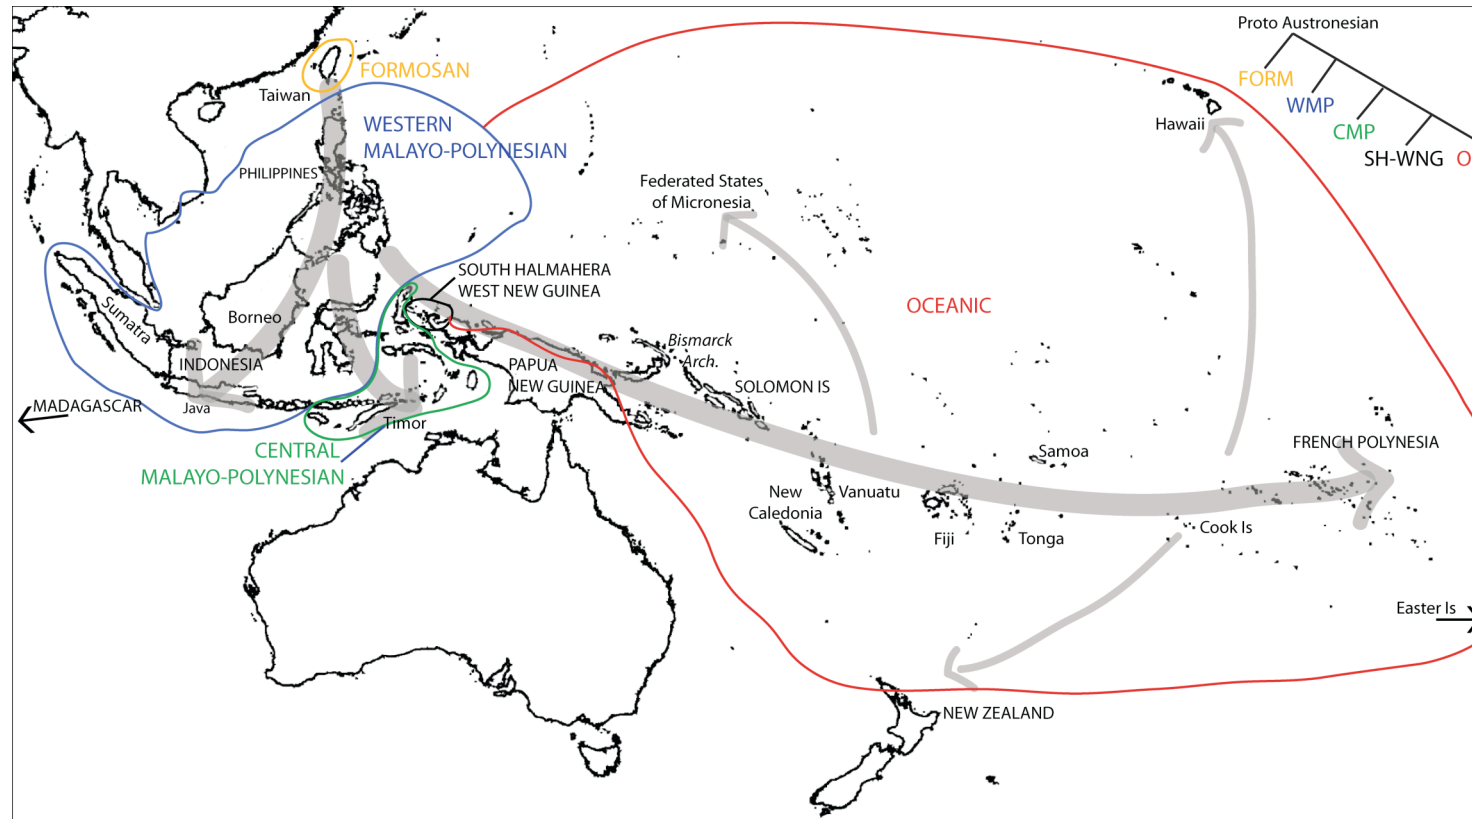 Proto Austronesian
FORM
WMP
CMP
SH-WNG O
FORMOSAN
Taiwan
WESTERN
MALAYO-POLYNESIAN
PHILIPPINES
Hawaii
Federated States
of Micronesia
SOUTH HALMAHERA
WEST NEW GUINEA
OCEANIC
Sumatra
Borneo
INDONESIA
Java
MADAGASCAR
Timor
CENTRAL
MALAYO-POLYNESIAN
PAPUA
NEW GUINEA
Bismarck
Arch.
SOLOMON IS
Samoa
FRENCH POLYNESIA
New
Caledonia
Vanuatu
Fiji
Tonga
Cook Is
Easter Is
NEW ZEALAND